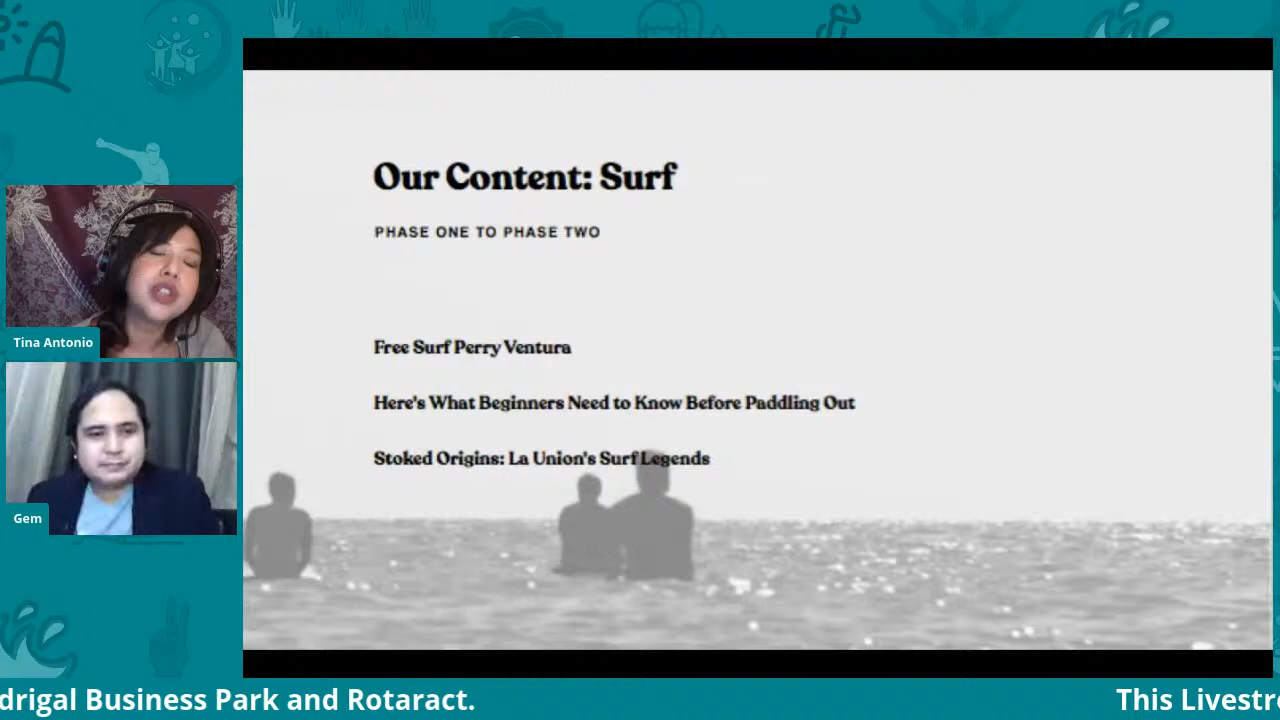 Our Content: Surf
PHASE ONE TO PHASE TWO
Free Surf Perry Ventura
Here's What Beginners Need to Know Before Paddling Out
Stoked Origins: La Union's Surf Legends
Tina Antonio
Gem
drigal Business Park and Rotaract.
This Livestre